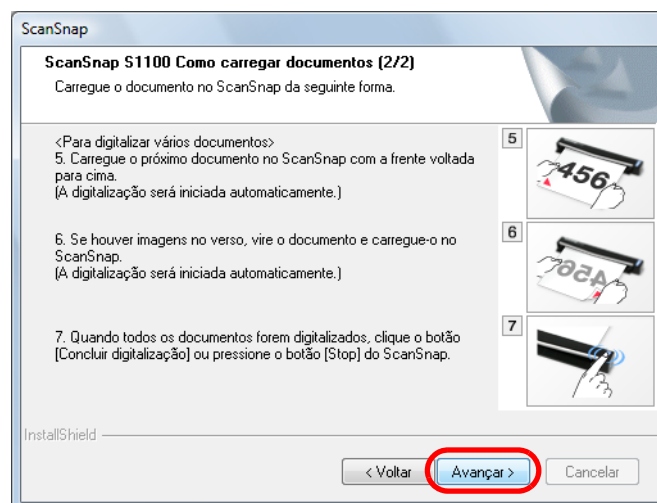 ScanSnap
ScanSnap S1100 Como carregar documentos (2/2)
Carregue o documento no ScanSnap da seguinte forma.
<Para digitalizar vários documentos>
5. Carregue o próximo documento no ScanSnap com a frente voltada
para cima.
(A digitalização será iniciada automaticamente.)
5
456
6. Se houver imagens no verso, vire o documento e carregue-o no
ScanSnap.
(A digitalização será iniciada automaticamente.)
6
456
7. Quando todos os documentos forem digitalizados, clique o botão
[Concluir digitalização] ou pressione o botão [Stop] do ScanSnap.
7
InstallShield
< Voltar
Avançar >
Cancelar